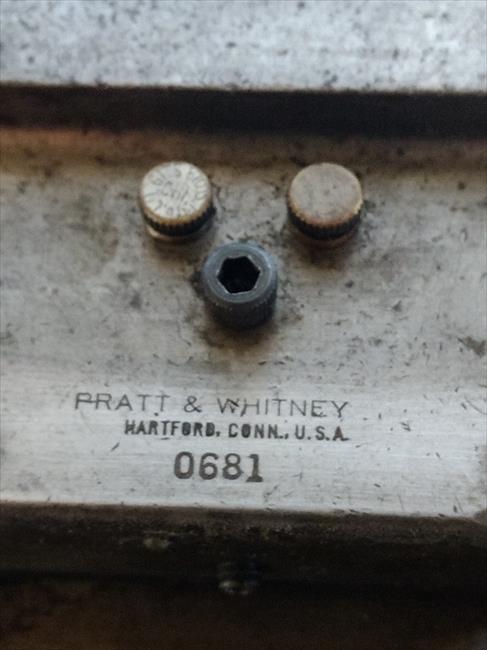 PRATT & WHITNEY
HARTFORD, CONN., U.S.A.
0681